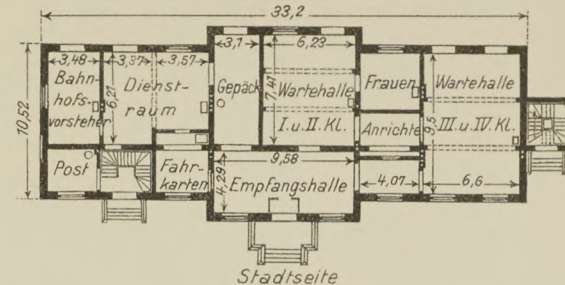 33,2
3,48 3,37 3,57 3,1 6,23
Bahn-
hofs-
vorsteher
6,27
Dienst-
raum
Gepäck
7,41
Wartehalle
I. u. II. Kl.
Frauen
Anrichte
Wartehalle
III. u. IV. Kl.
9,5
10,52
Post
Fahr-
karten
4,29
9,58
Empfangshalle
4,07
6,6
Stadtseite